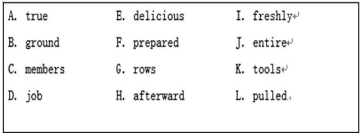 A. true E. delicious I. freshly↵
B. ground F. prepared J. entire↵
C. members G. rows K. tools↵
D. job H. afterward L. pulled.